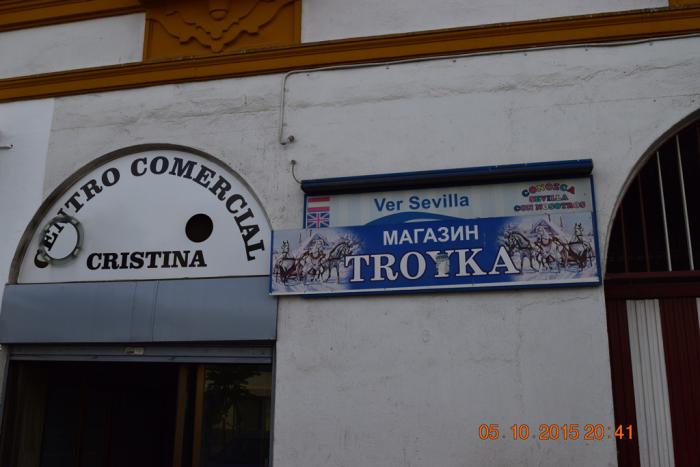 CENTRO COMERCIAL
CRISTINA
Ver Sevilla
CONOZCA
SEVILLA
CON NOSOTROS
МАГАЗИН
TROYKA
05.10.2015 20:41